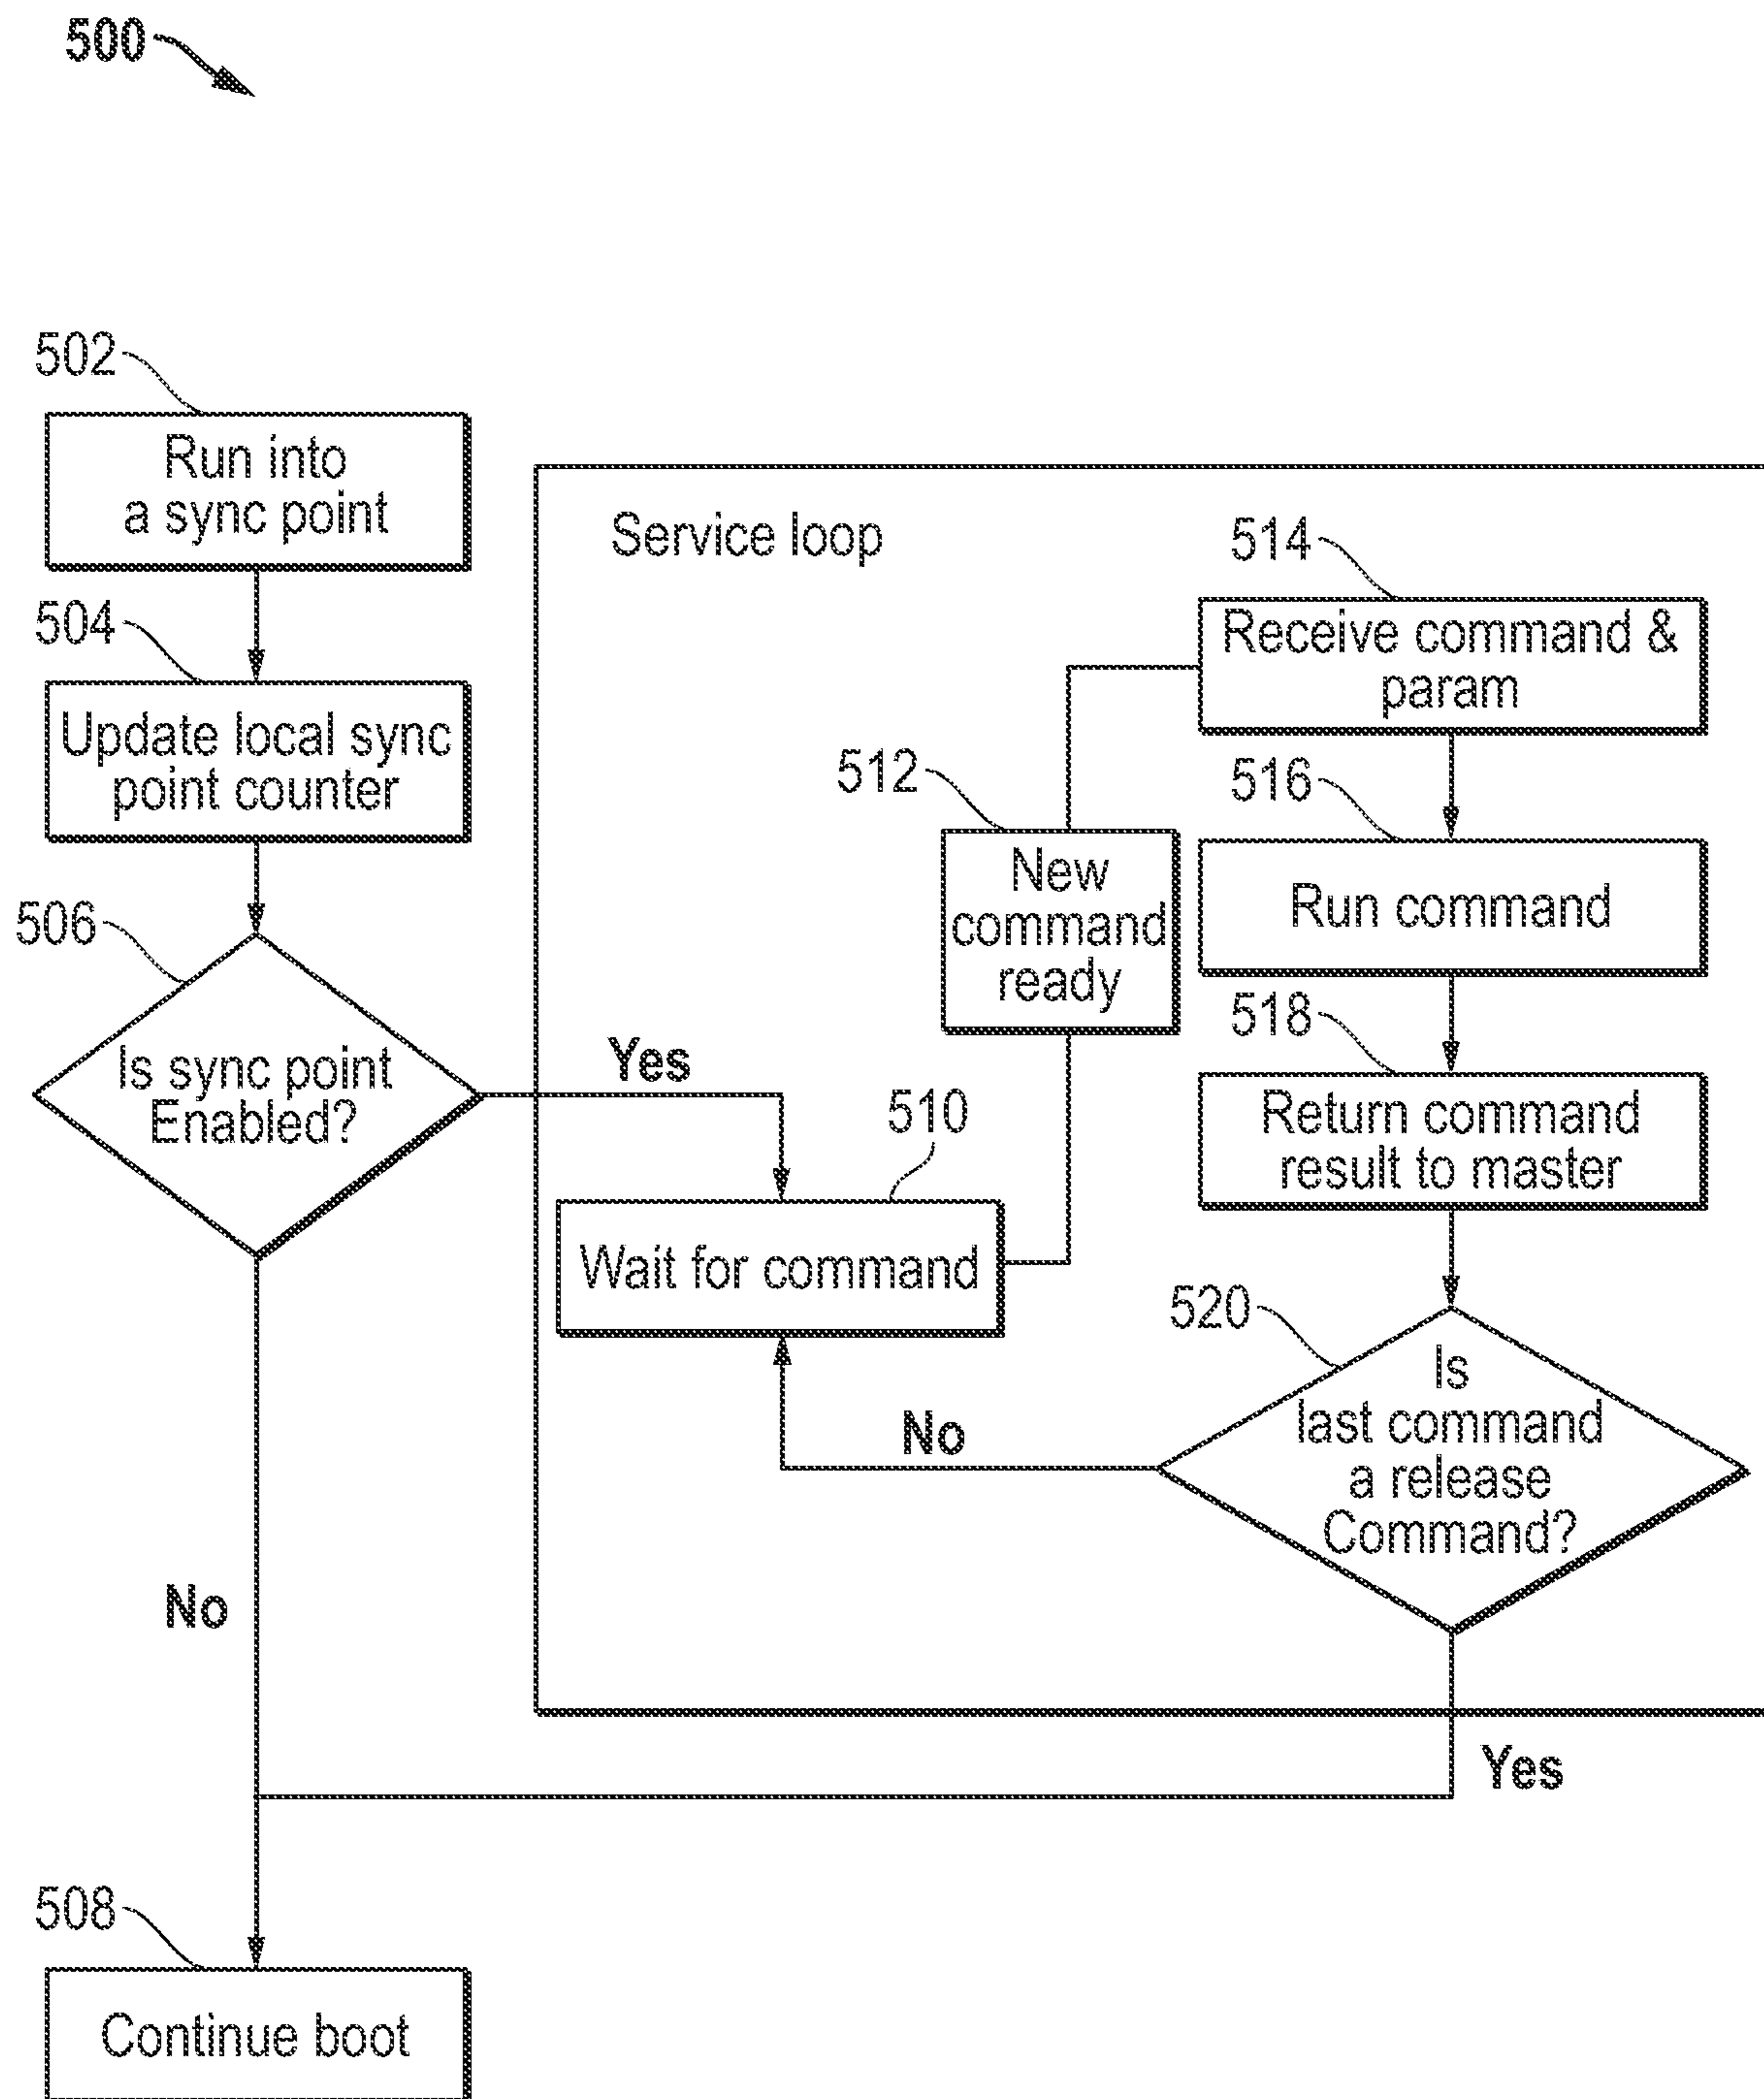 500
502
Run into
a sync point
504
Update local sync
point counter
506
Is sync point
Enabled?
No
508
Continue boot
Service loop
Yes
510
Wait for command
512
New
command
ready
514
Receive command &
param
516
Run command
518
Return command
result to master
520
Is
last command
a release
Command?
No
Yes